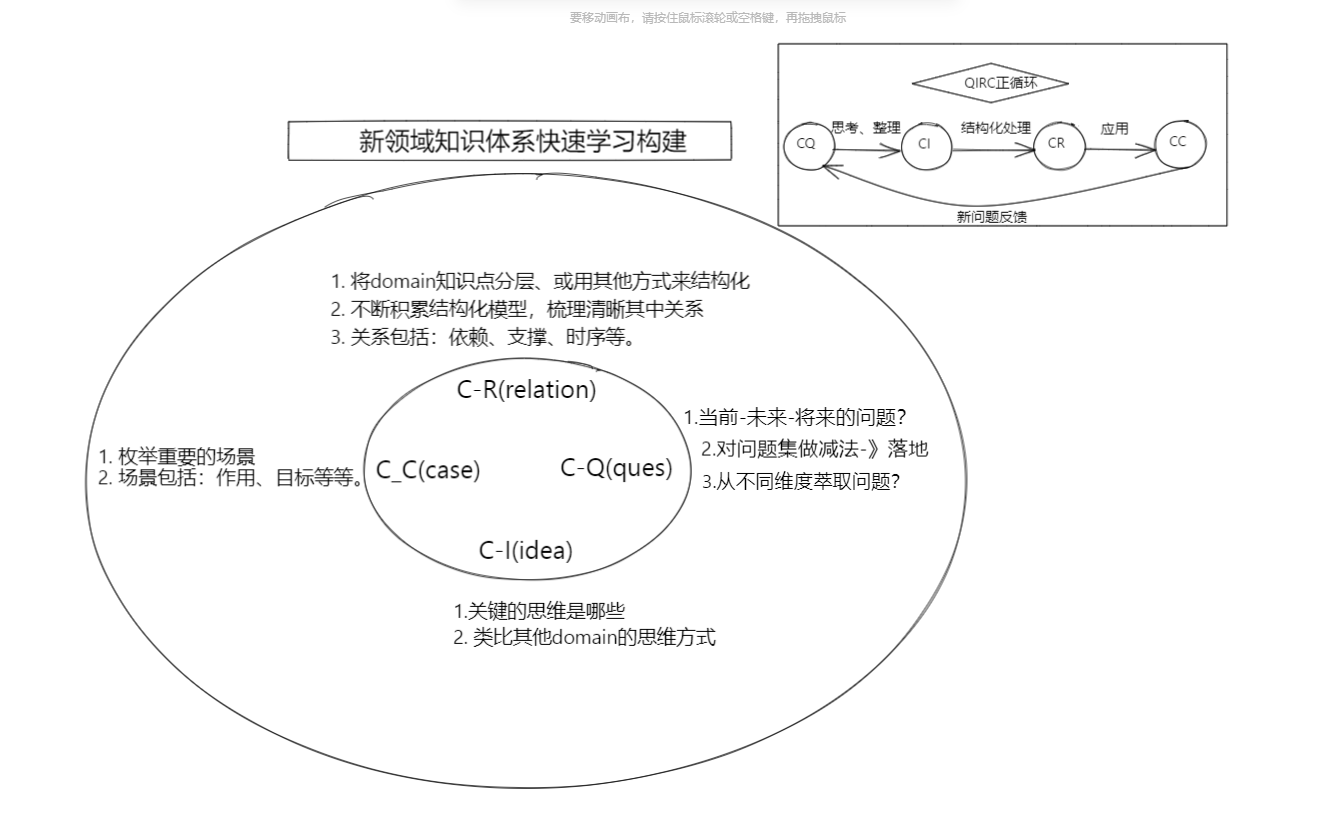 要移动画布，请按住鼠标滚轮或空格键，再拖拽鼠标
QIRC正循环
思考、整理
结构化处理
应用
CQ
CI
CR
CC
新问题反馈
新领域知识体系快速学习构建
1. 将domain知识点分层、或用其他方式来结构化
2. 不断积累结构化模型，梳理清晰其中关系
3. 关系包括：依赖、支撑、时序等。
C-R(relation)
1.当前-未来-将来的问题？
2.对问题集做减法-》落地
3.从不同维度萃取问题？
1. 枚举重要的场景
2. 场景包括：作用、目标等等。
C_C(case)
C-Q(ques)
C-I(idea)
1.关键的思维是哪些
2. 类比其他domain的思维方式